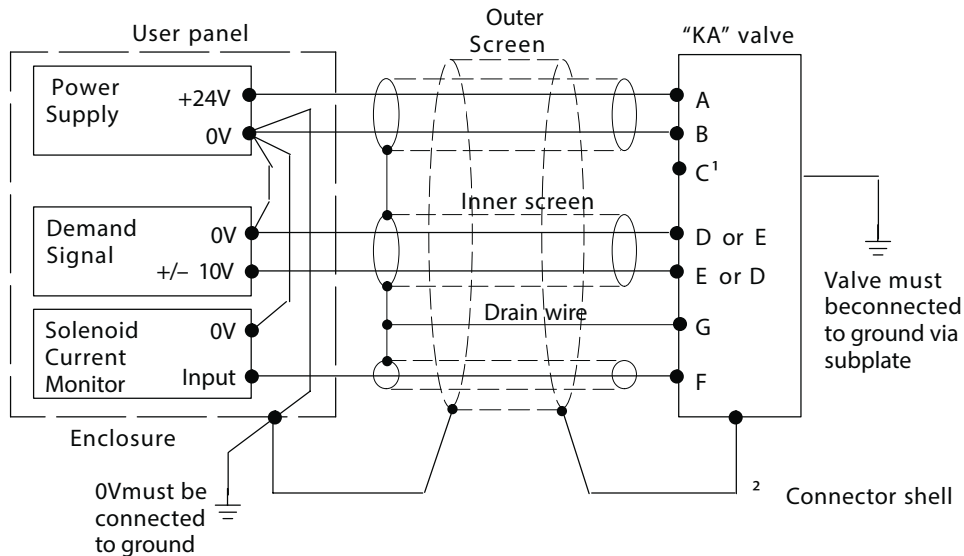 User panel
Outer
Screen
"KA" valve
Power
Supply
+24V
0V
A
B
C¹
Inner screen
Demand
Signal
0V
+/– 10V
D or E
E or D
Drain wire
G
Solenoid
Current
Monitor
0V
Input
F
Valve must
beconnected
to ground via
subplate
Enclosure
0Vmust be
connected
to ground
² Connector shell